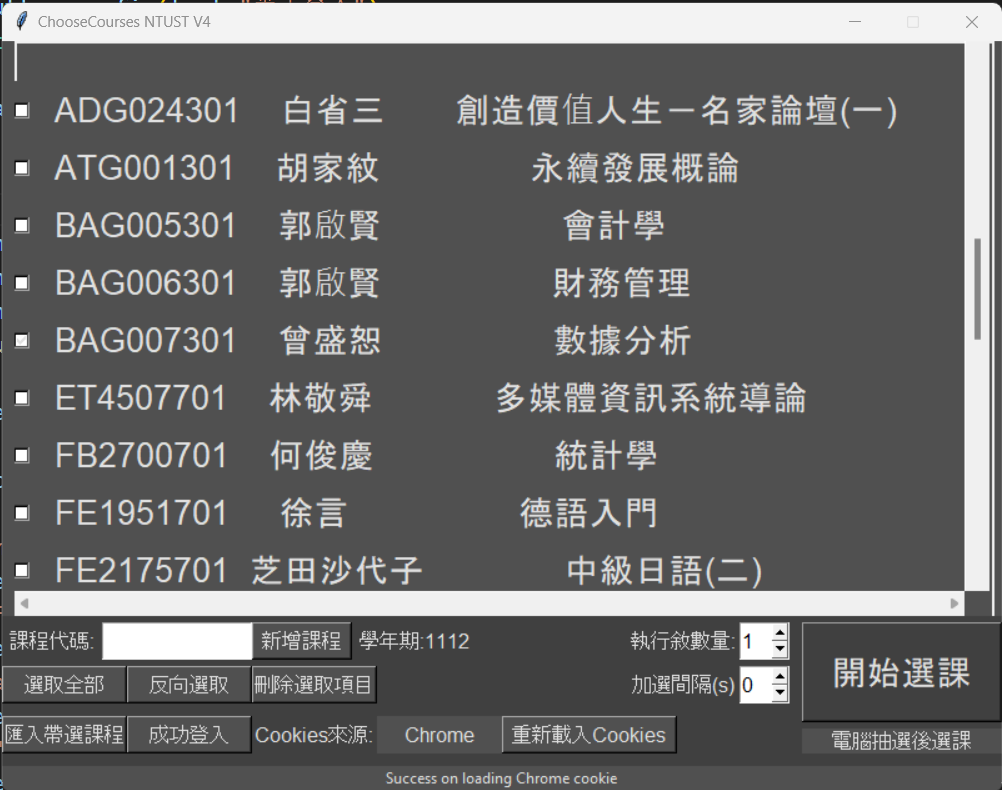 ChooseCourses NTUST V4
ADG024301 白省三 創造價值人生－名家論壇(一)
ATG001301 胡家紋 永續發展概論
BAG005301 郭啟賢 會計學
BAG006301 郭啟賢 財務管理
BAG007301 曾盛恕 數據分析
ET4507701 林敬舜 多媒體資訊系統導論
FB2700701 何俊慶 統計學
FE1951701 徐言 德語入門
FE2175701 芝田沙代子 中級日語(二)
課程代碼: 新增課程 學年期:1112 執行敘數量: 1
選取全部 反向選取 刪除選取項目 加選間隔(s) 0
開始選課
匯入帶選課程 成功登入 Cookies來源: Chrome 重新載入Cookies 電腦抽選後選課
Success on loading Chrome cookie